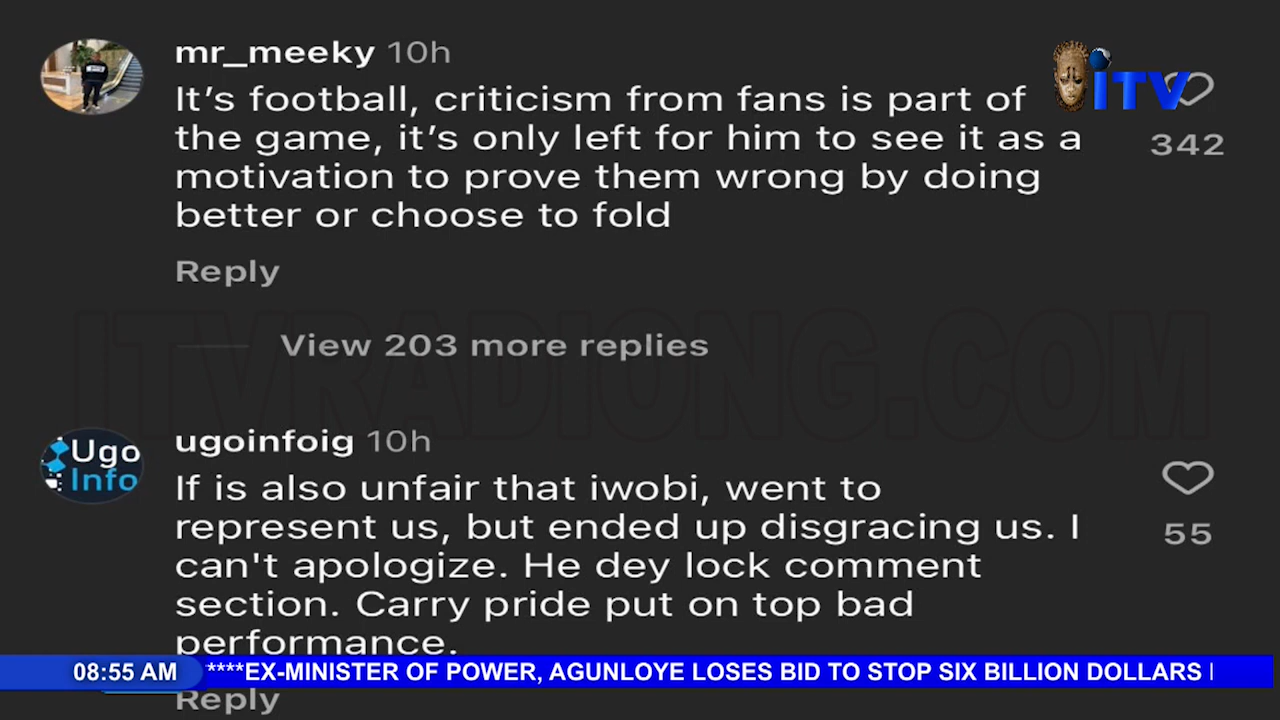 mr_meeky 10h
It's football, criticism from fans is part of
the game, it's only left for him to see it as a
motivation to prove them wrong by doing
better or choose to fold
342
Reply
View 203 more replies
ugoinfoig 10h
If is also unfair that iwobi, went to
represent us, but ended up disgracing us. I
can't apologize. He dey lock comment
section. Carry pride put on top bad
performance.
55
Reply
iTV
ITVRADIONG.COM
Ugo
Info
08:55 AM ****EX-MINISTER OF POWER, AGUNLOYE LOSES BID TO STOP SIX BILLION DOLLARS